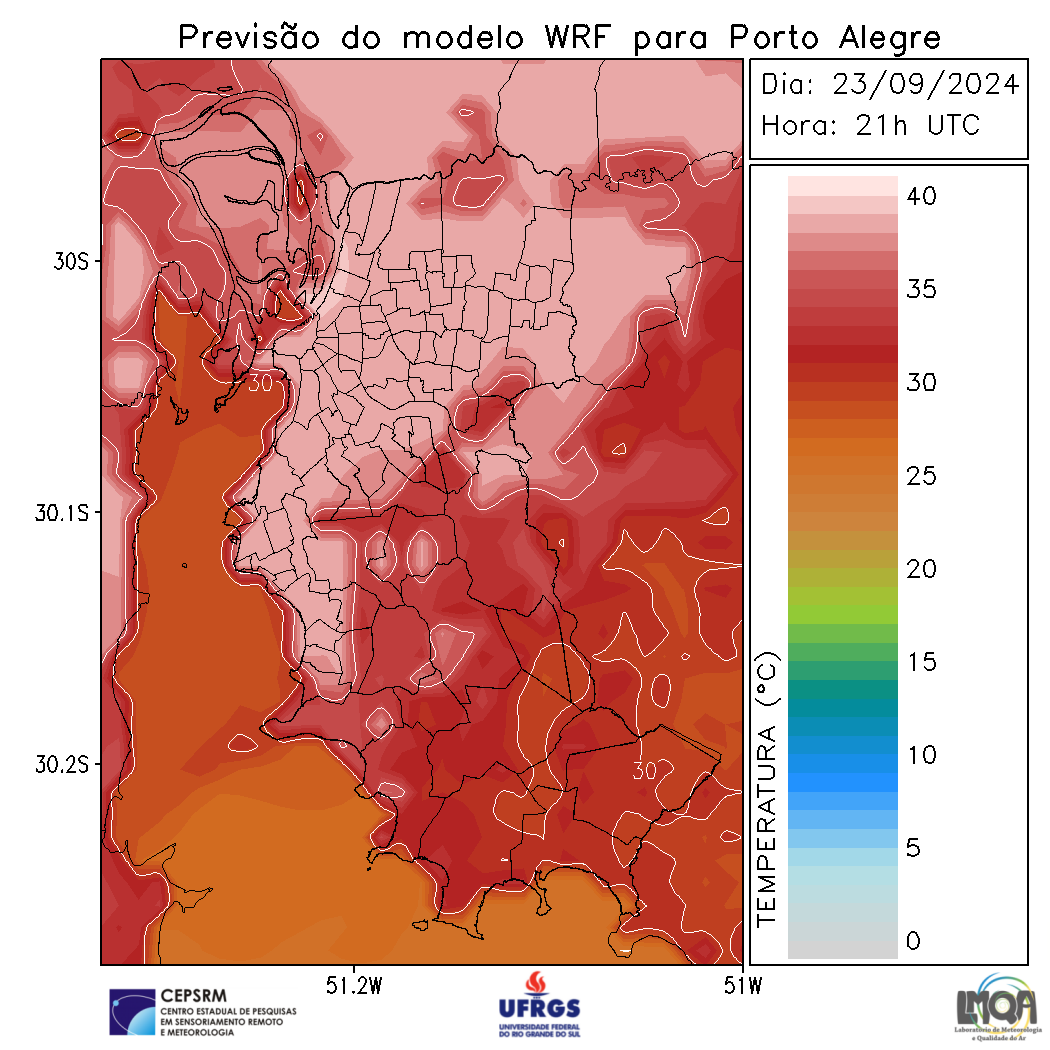 Previsão do modelo WRF para Porto Alegre
Dia: 23/09/2024
Hora: 21h UTC
40
35
30
25
20
15
10
5
0
TEMPERATURA (°C)
30S
30.1S
30.2S
30
30
51.2W
51W
CEPSRM
CENTRO ESTADUAL DE PESQUISAS
EM SENSORIAMENTO REMOTO
E METEOROLOGIA
UFRGS
UNIVERSIDADE FEDERAL
DO RIO GRANDE DO SUL
LMQA
Laboratório de Meteorologia
e Qualidade do Ar